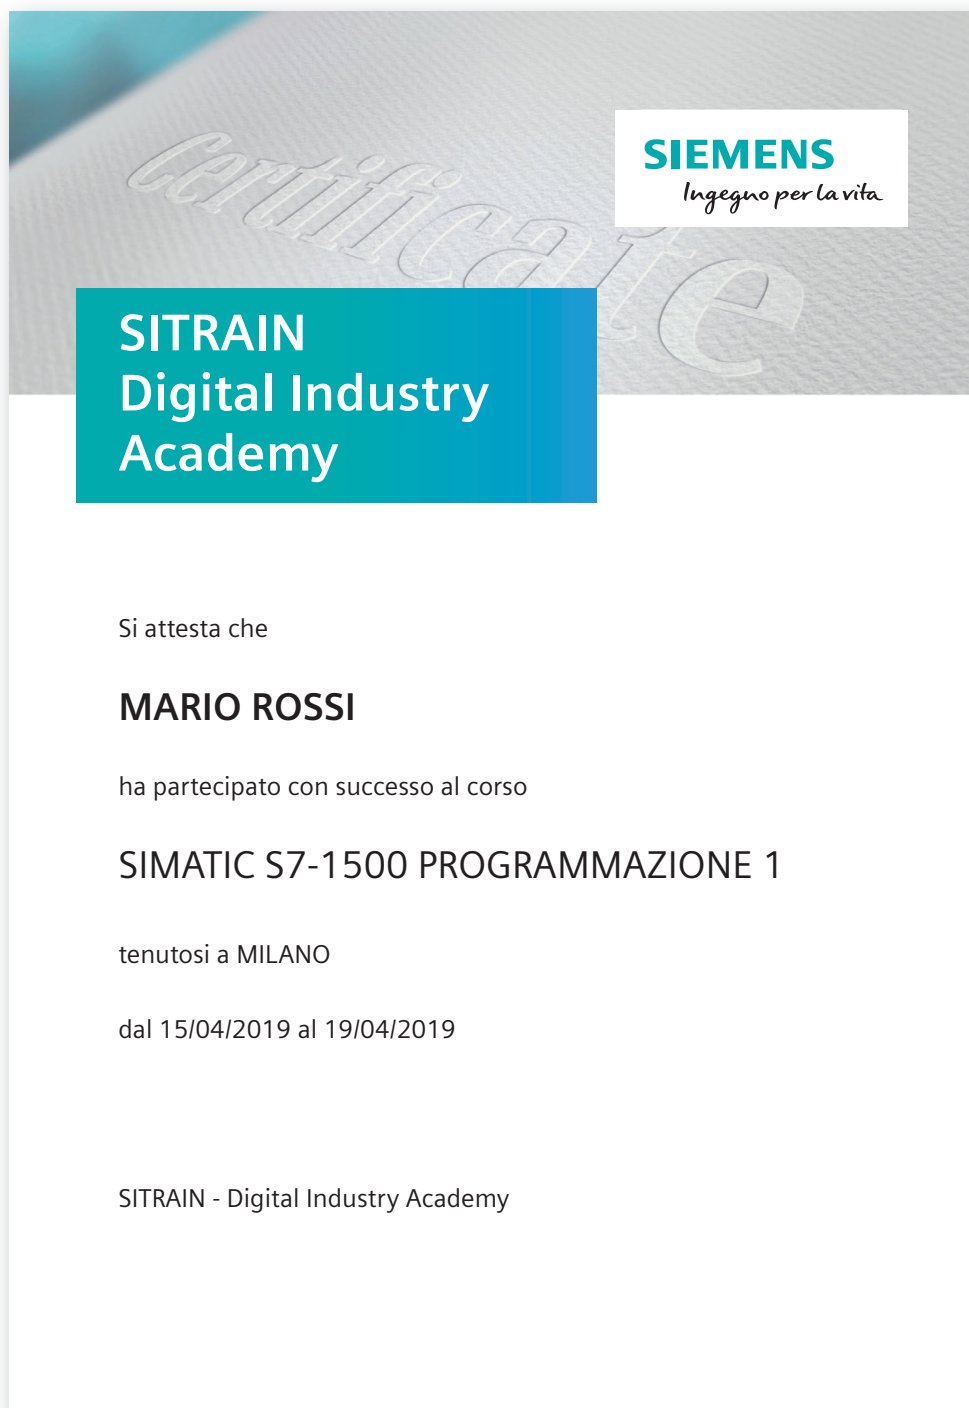 certificate
SIEMENS
Ingegno per la vita
SITRAIN
Digital Industry
Academy
Si attesta che
MARIO ROSSI
ha partecipato con successo al corso
SIMATIC S7-1500 PROGRAMMAZIONE 1
tenutosi a MILANO
dal 15/04/2019 al 19/04/2019
SITRAIN - Digital Industry Academy